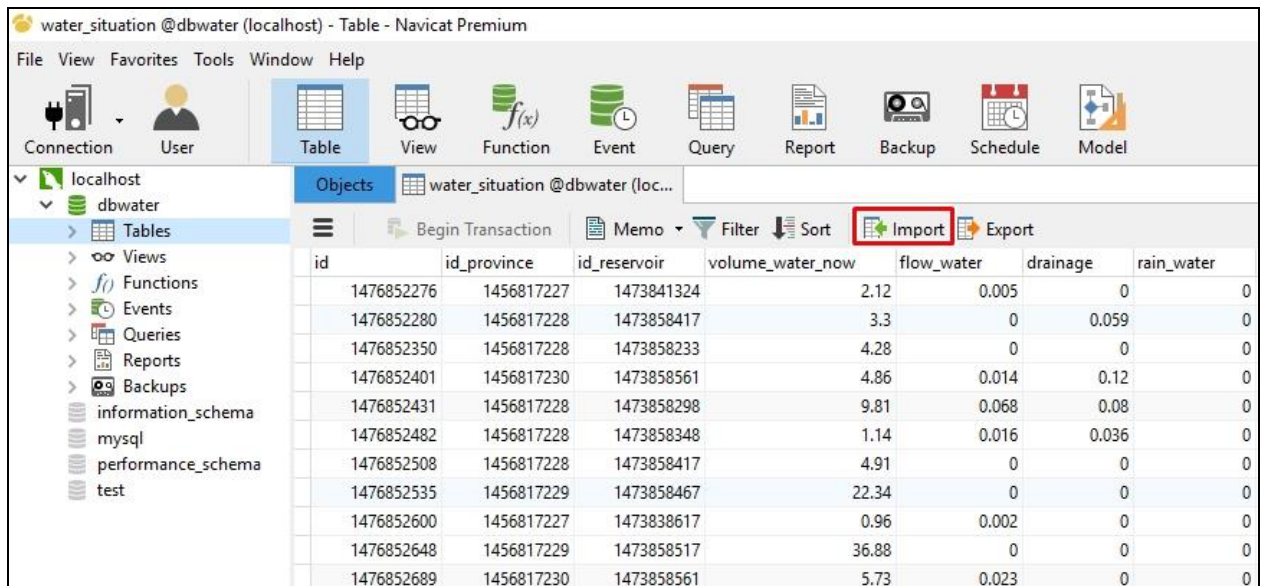 water_situation @dbwater (localhost) - Table - Navicat Premium
File View Favorites Tools Window Help
Connection User Table View Function Event Query Report Backup Schedule Model
localhost
dbwater
Tables
Views
Functions
Events
Queries
Reports
Backups
information_schema
mysql
performance_schema
test
Objects water_situation @dbwater (loc...
Begin Transaction Memo Filter Sort Import Export
id id_province id_reservoir volume_water_now flow_water drainage rain_water
1476852276 1456817227 1473841324 2.12 0.005 0 0
1476852280 1456817228 1473858417 3.3 0 0.059 0
1476852350 1456817228 1473858233 4.28 0 0 0
1476852401 1456817230 1473858561 4.86 0.014 0.12 0
1476852431 1456817228 1473858298 9.81 0.068 0.08 0
1476852482 1456817228 1473858348 1.14 0.016 0.036 0
1476852508 1456817228 1473858417 4.91 0 0 0
1476852535 1456817229 1473858467 22.34 0 0 0
1476852600 1456817227 1473838617 0.96 0.002 0 0
1476852648 1456817229 1473858517 36.88 0 0 0
1476852689 1456817230 1473858561 5.73 0.023 0 0